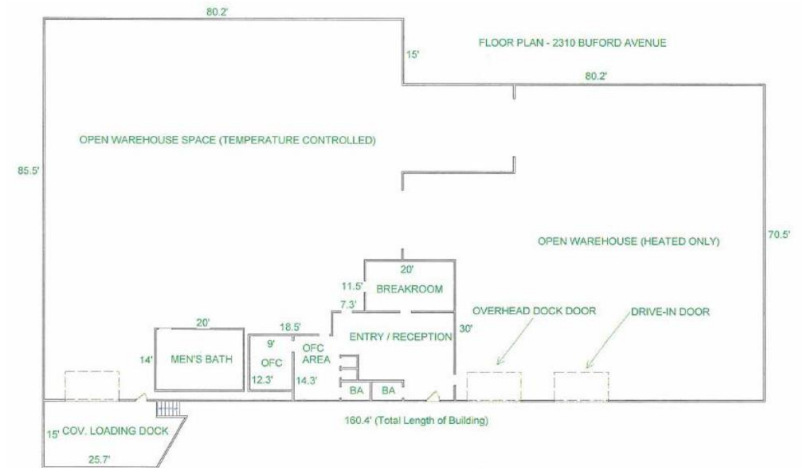 80.2'
FLOOR PLAN - 2310 BUFORD AVENUE
15'
80.2'
OPEN WAREHOUSE SPACE (TEMPERATURE CONTROLLED)
85.5'
70.5'
OPEN WAREHOUSE (HEATED ONLY)
20'
11.5'
BREAKROOM
7.3'
OVERHEAD DOCK DOOR
DRIVE-IN DOOR
20'
18.5'
30'
ENTRY / RECEPTION
9'
OFC
AREA
14'
MEN'S BATH
OFC
12.3'
14.3'
BA
BA
160.4' (Total Length of Building)
15'
COV. LOADING DOCK
25.7'